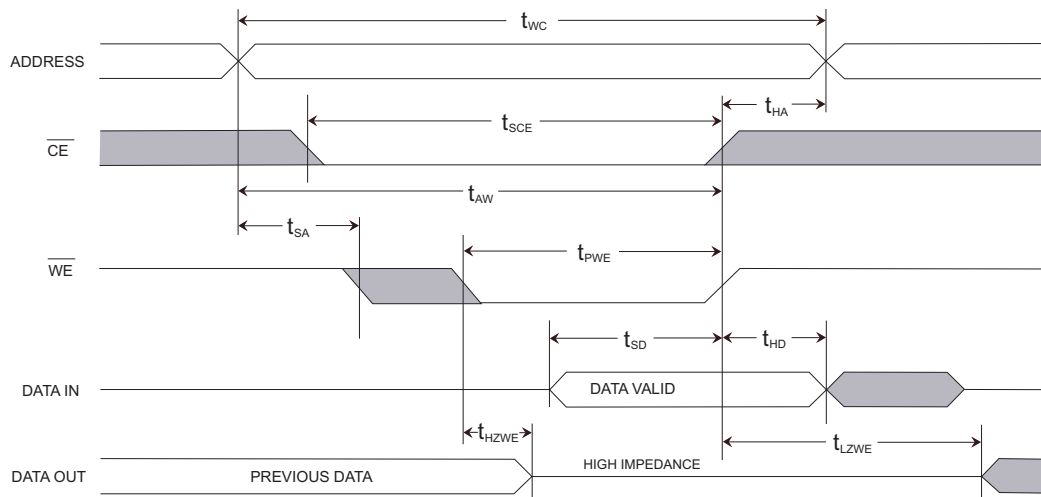 tWC
ADDRESS
tHA
tSCE
CE
tAW
tSA
WE
tPWE
tSD
tHD
DATA IN
DATA VALID
tHZWE
tLZWE
DATA OUT
PREVIOUS DATA
HIGH IMPEDANCE